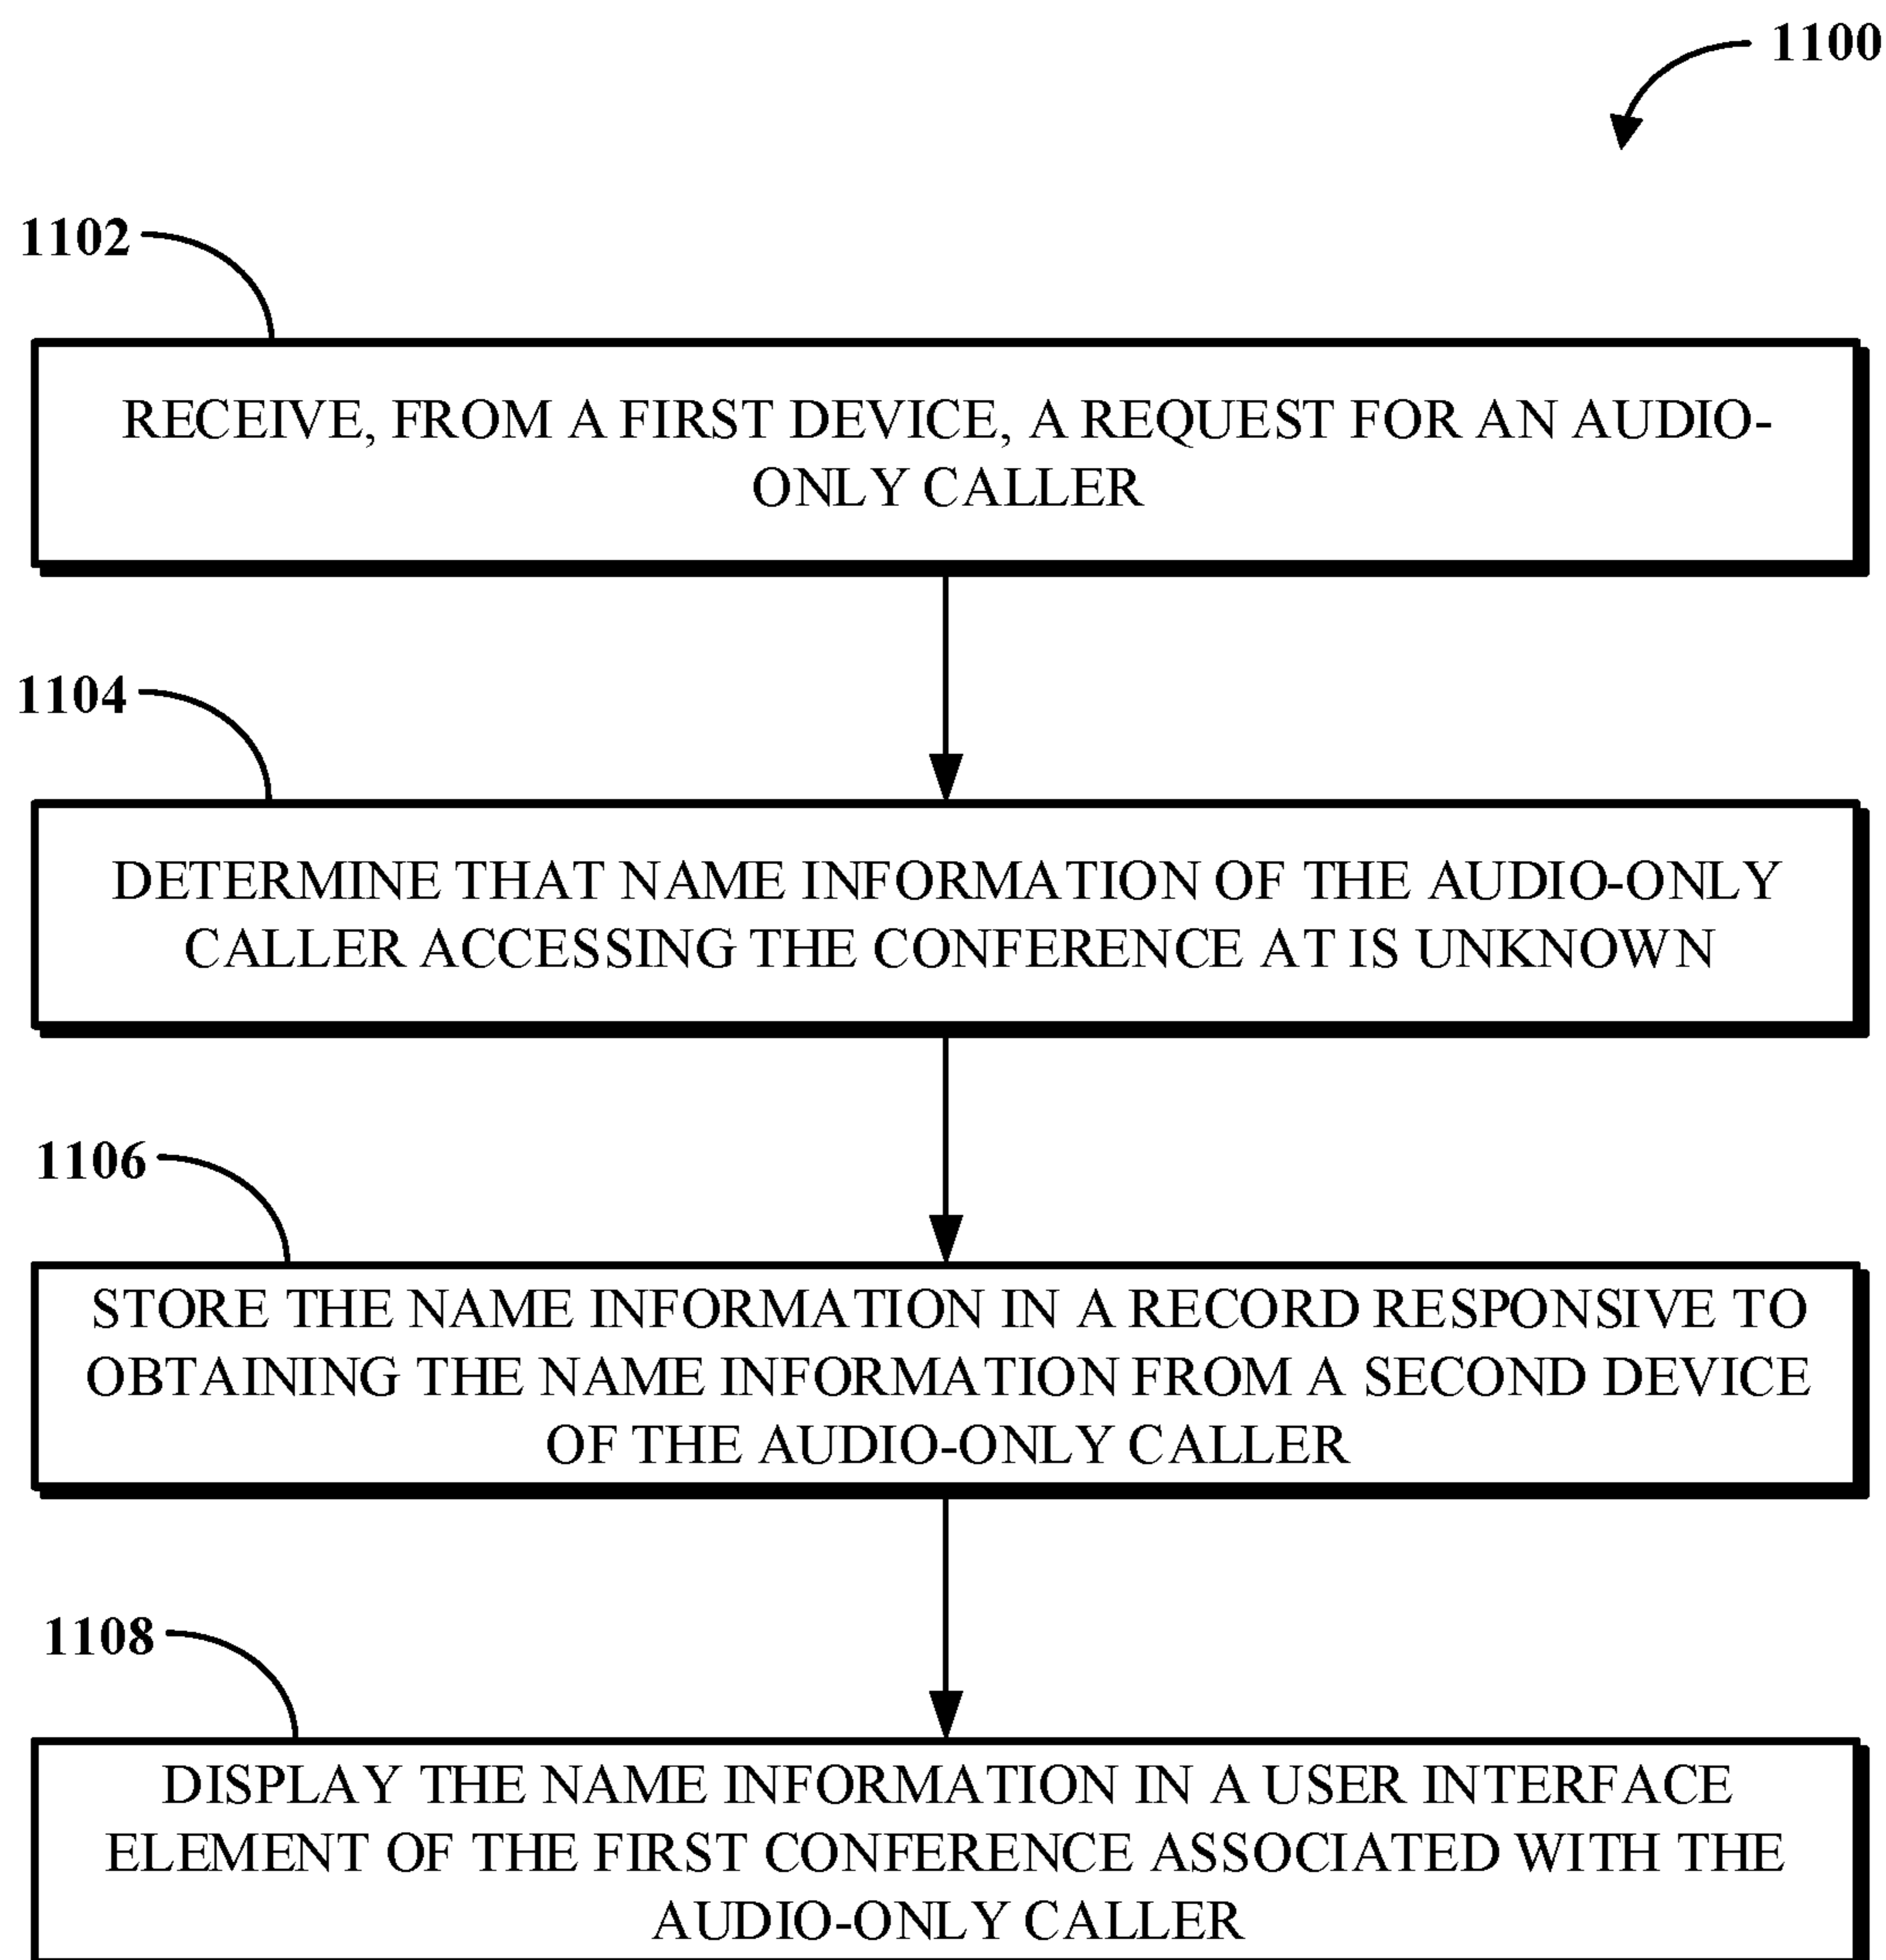 1100
1102
RECEIVE, FROM A FIRST DEVICE, A REQUEST FOR AN AUDIO-
ONLY CALLER
1104
DETERMINE THAT NAME INFORMATION OF THE AUDIO-ONLY
CALLER ACCESSING THE CONFERENCE AT IS UNKNOWN
1106
STORE THE NAME INFORMATION IN A RECORD RESPONSIVE TO
OBTAINING THE NAME INFORMATION FROM A SECOND DEVICE
OF THE AUDIO-ONLY CALLER
1108
DISPLAY THE NAME INFORMATION IN A USER INTERFACE
ELEMENT OF THE FIRST CONFERENCE ASSOCIATED WITH THE
AUDIO-ONLY CALLER